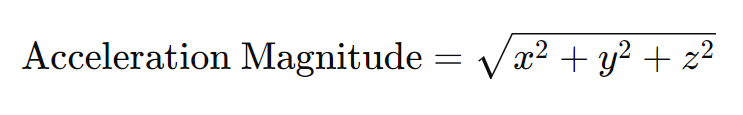 Acceleration Magnitude = √(x² + y² + z²)